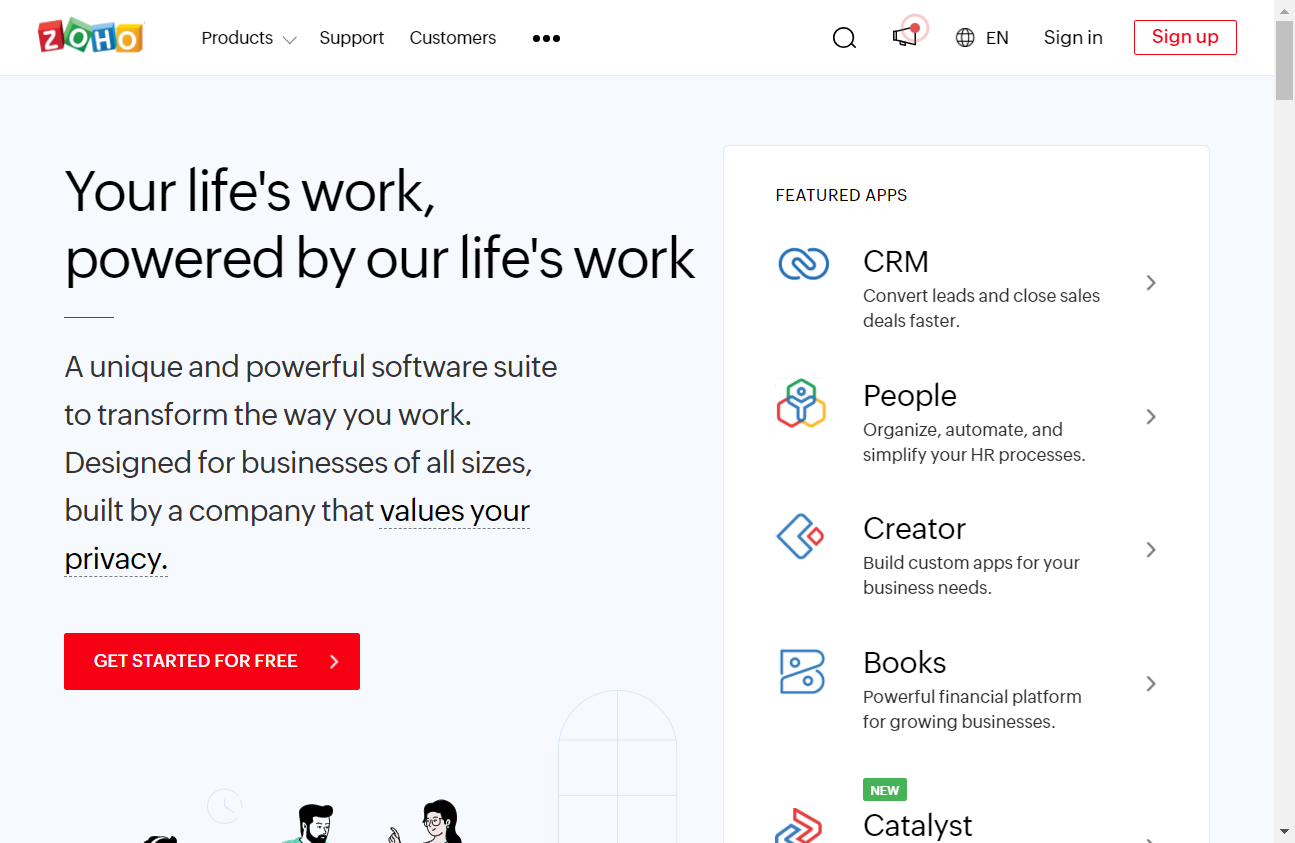 ZOHO
Products
Support
Customers
EN
Sign in
Sign up
Your life's work,
powered by our life's work
A unique and powerful software suite
to transform the way you work.
Designed for businesses of all sizes,
built by a company that values your
privacy.
GET STARTED FOR FREE
FEATURED APPS
CRM
Convert leads and close sales
deals faster.
People
Organize, automate, and
simplify your HR processes.
Creator
Build custom apps for your
business needs.
Books
Powerful financial platform
for growing businesses.
NEW
Catalyst